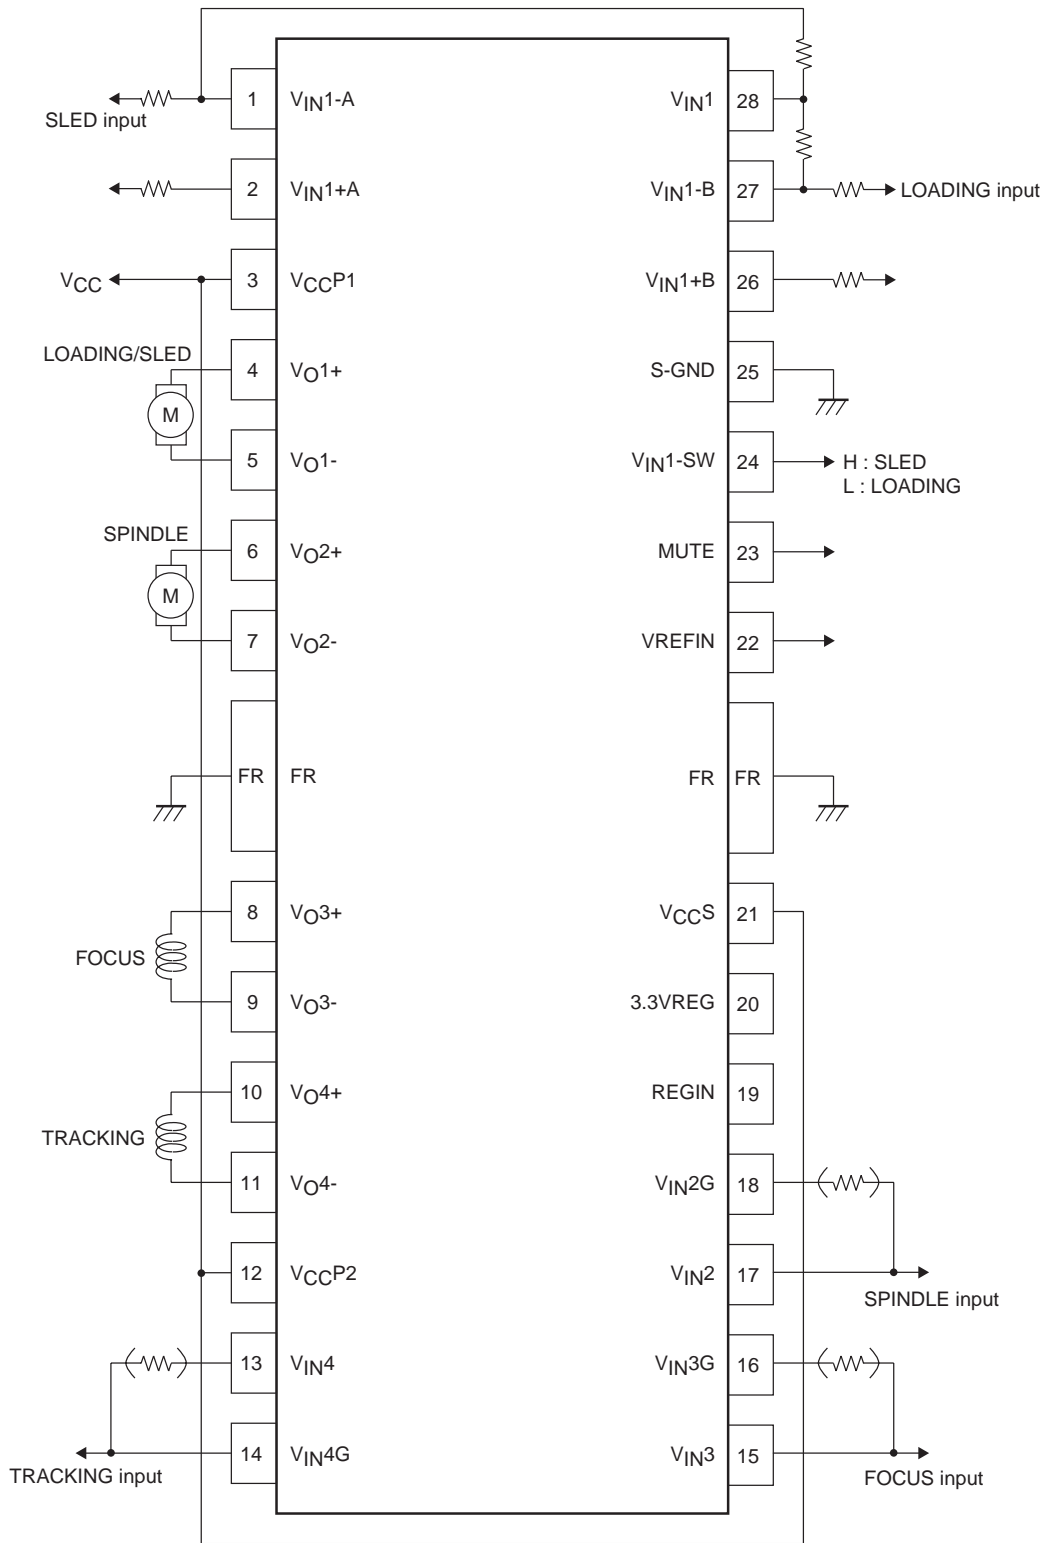 1 VIN1-A
VIN1 28
SLED input
2 VIN1+A
VIN1-B 27
LOADING input
VCC
3 VCCP1
VIN1+B 26
LOADING/SLED
M
4 VO1+
S-GND 25
5 VO1-
VIN1-SW 24
H : SLED
L : LOADING
SPINDLE
M
6 VO2+
MUTE 23
7 VO2-
VREFIN 22
FR FR
FR FR
8 VO3+
VCCS 21
FOCUS
9 VO3-
3.3VREG 20
10 VO4+
REGIN 19
TRACKING
11 VO4-
VIN2G 18
12 VCCP2
VIN2 17
SPINDLE input
13 VIN4
VIN3G 16
14 VIN4G
VIN3 15
TRACKING input
FOCUS input